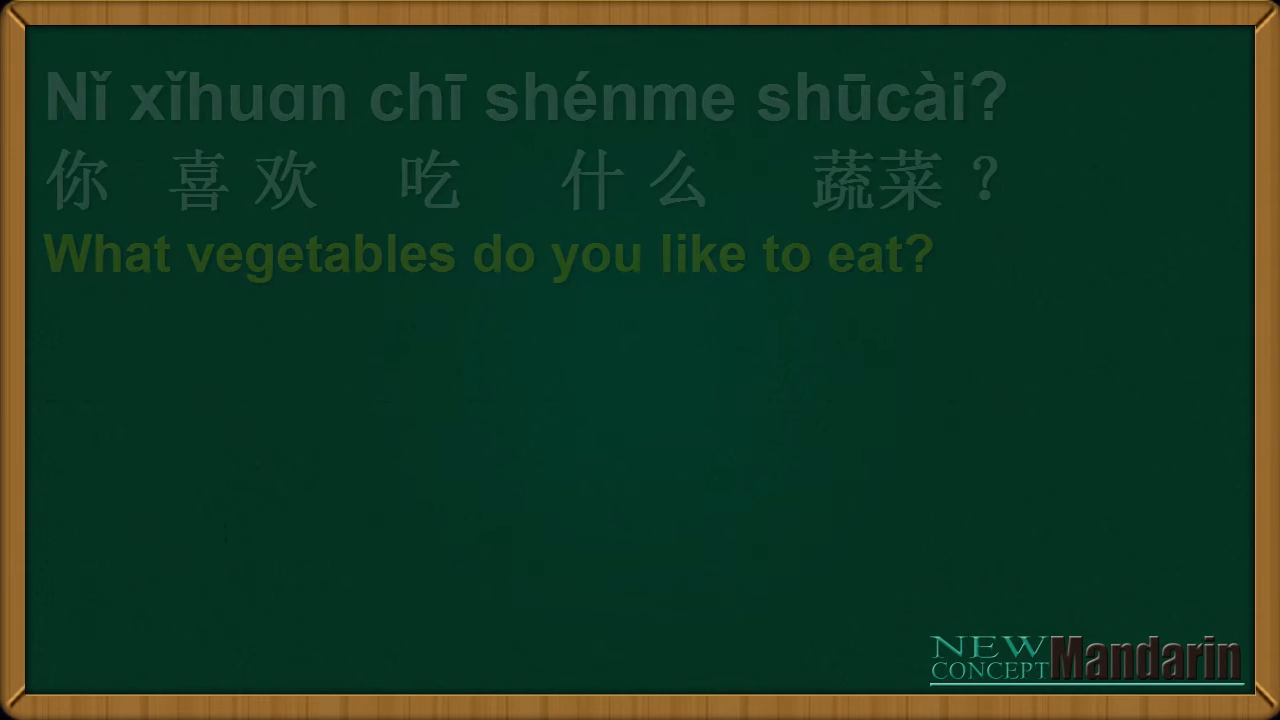 Nǐ xǐhuɑn chī shénme shūcài?
你 喜欢 吃 什么 蔬菜？
What vegetables do you like to eat?
NEW CONCEPT Mandarin